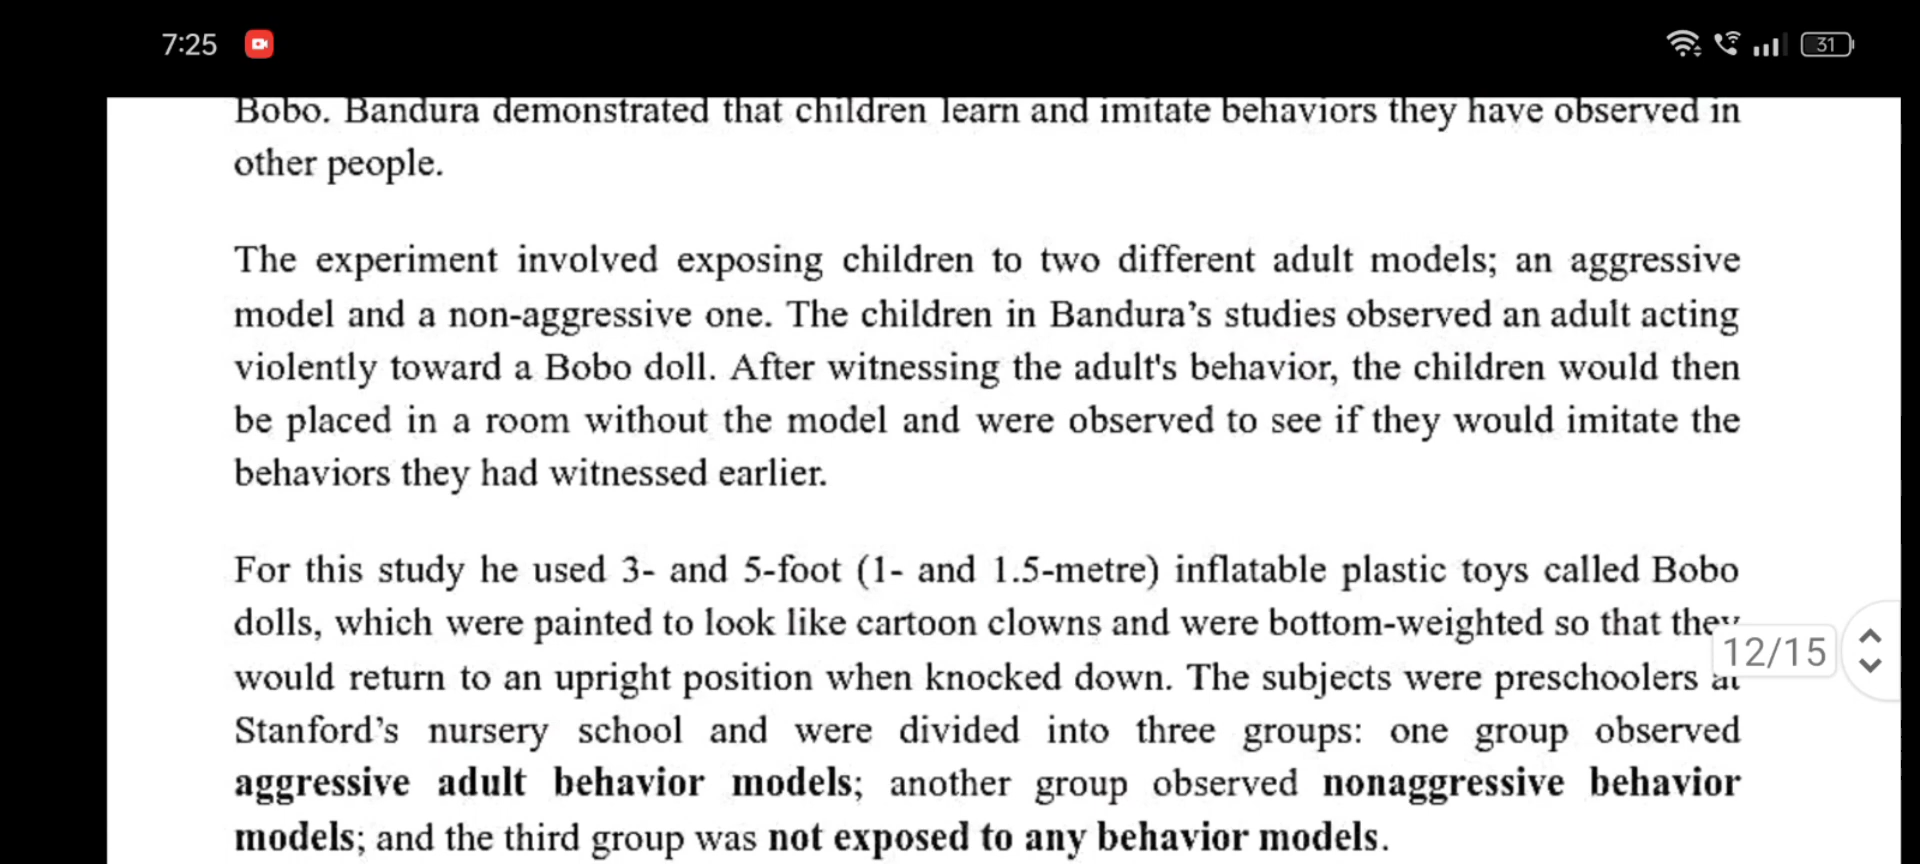 7:25
31
Bobo. Bandura demonstrated that children learn and imitate behaviors they have observed in
other people.
The experiment involved exposing children to two different adult models; an aggressive
model and a non-aggressive one. The children in Bandura’s studies observed an adult acting
violently toward a Bobo doll. After witnessing the adult's behavior, the children would then
be placed in a room without the model and were observed to see if they would imitate the
behaviors they had witnessed earlier.
For this study he used 3- and 5-foot (1- and 1.5-metre) inflatable plastic toys called Bobo
dolls, which were painted to look like cartoon clowns and were bottom-weighted so that they
12/15
would return to an upright position when knocked down. The subjects were preschoolers at
Stanford’s nursery school and were divided into three groups: one group observed
aggressive adult behavior models; another group observed nonaggressive behavior
models; and the third group was not exposed to any behavior models.